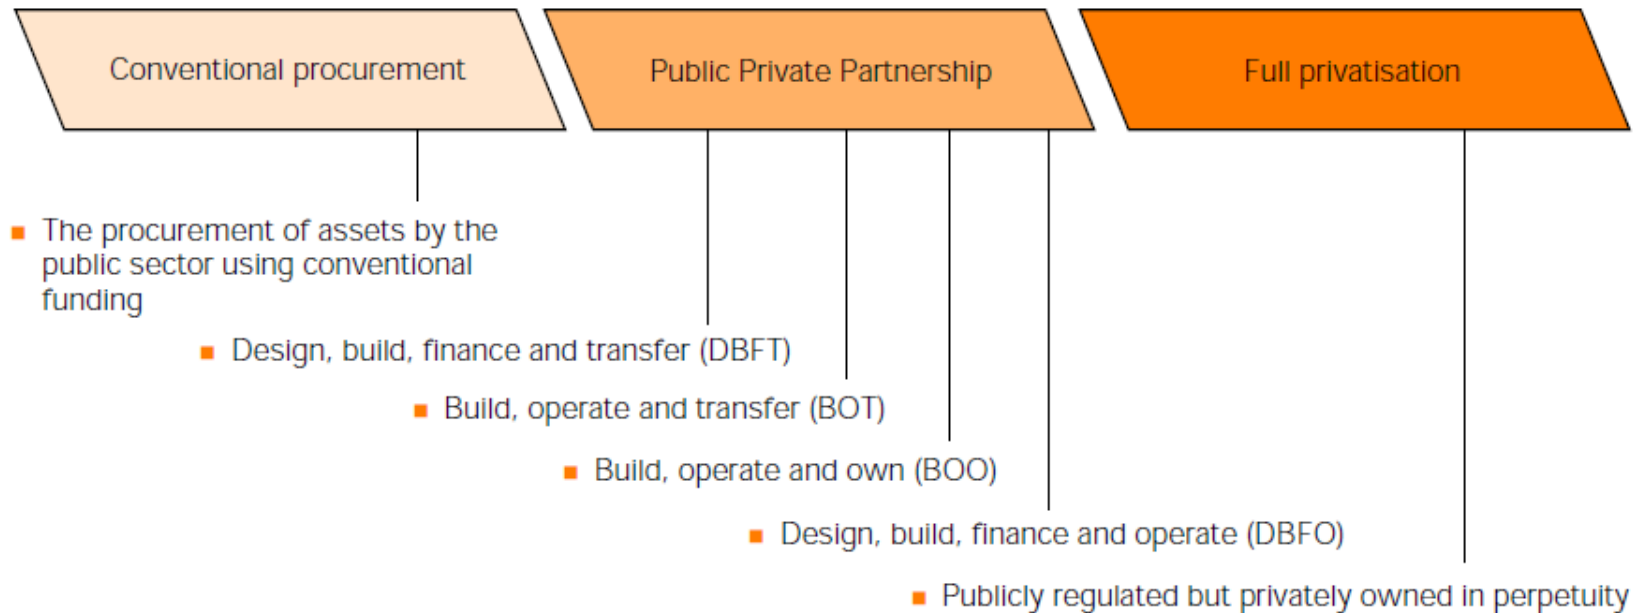 Conventional procurement
Public Private Partnership
Full privatisation
The procurement of assets by the
public sector using conventional
funding
Design, build, finance and transfer (DBFT)
Build, operate and transfer (BOT)
Build, operate and own (BOO)
Design, build, finance and operate (DBFO)
Publicly regulated but privately owned in perpetuity